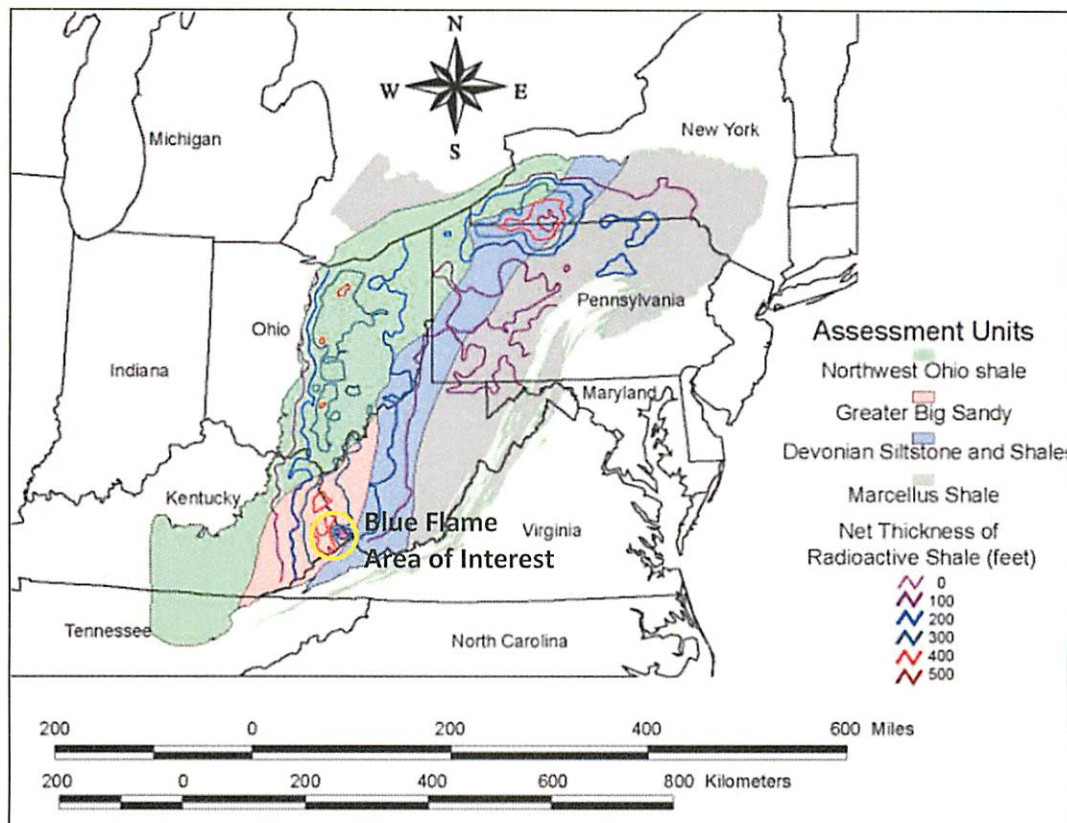 N
W
E
S
Michigan
New York
Ohio
Pennsylvania
Indiana
Maryland
Kentucky
Virginia
Tennessee
North Carolina
Blue Flame
Area of Interest
Assessment Units
Northwest Ohio shale
Greater Big Sandy
Devonian Siltstone and Shales
Marcellus Shale
Net Thickness of
Radioactive Shale (feet)
0
100
200
300
400
500
200 0 200 400 600 Miles
200 0 200 400 600 800 Kilometers